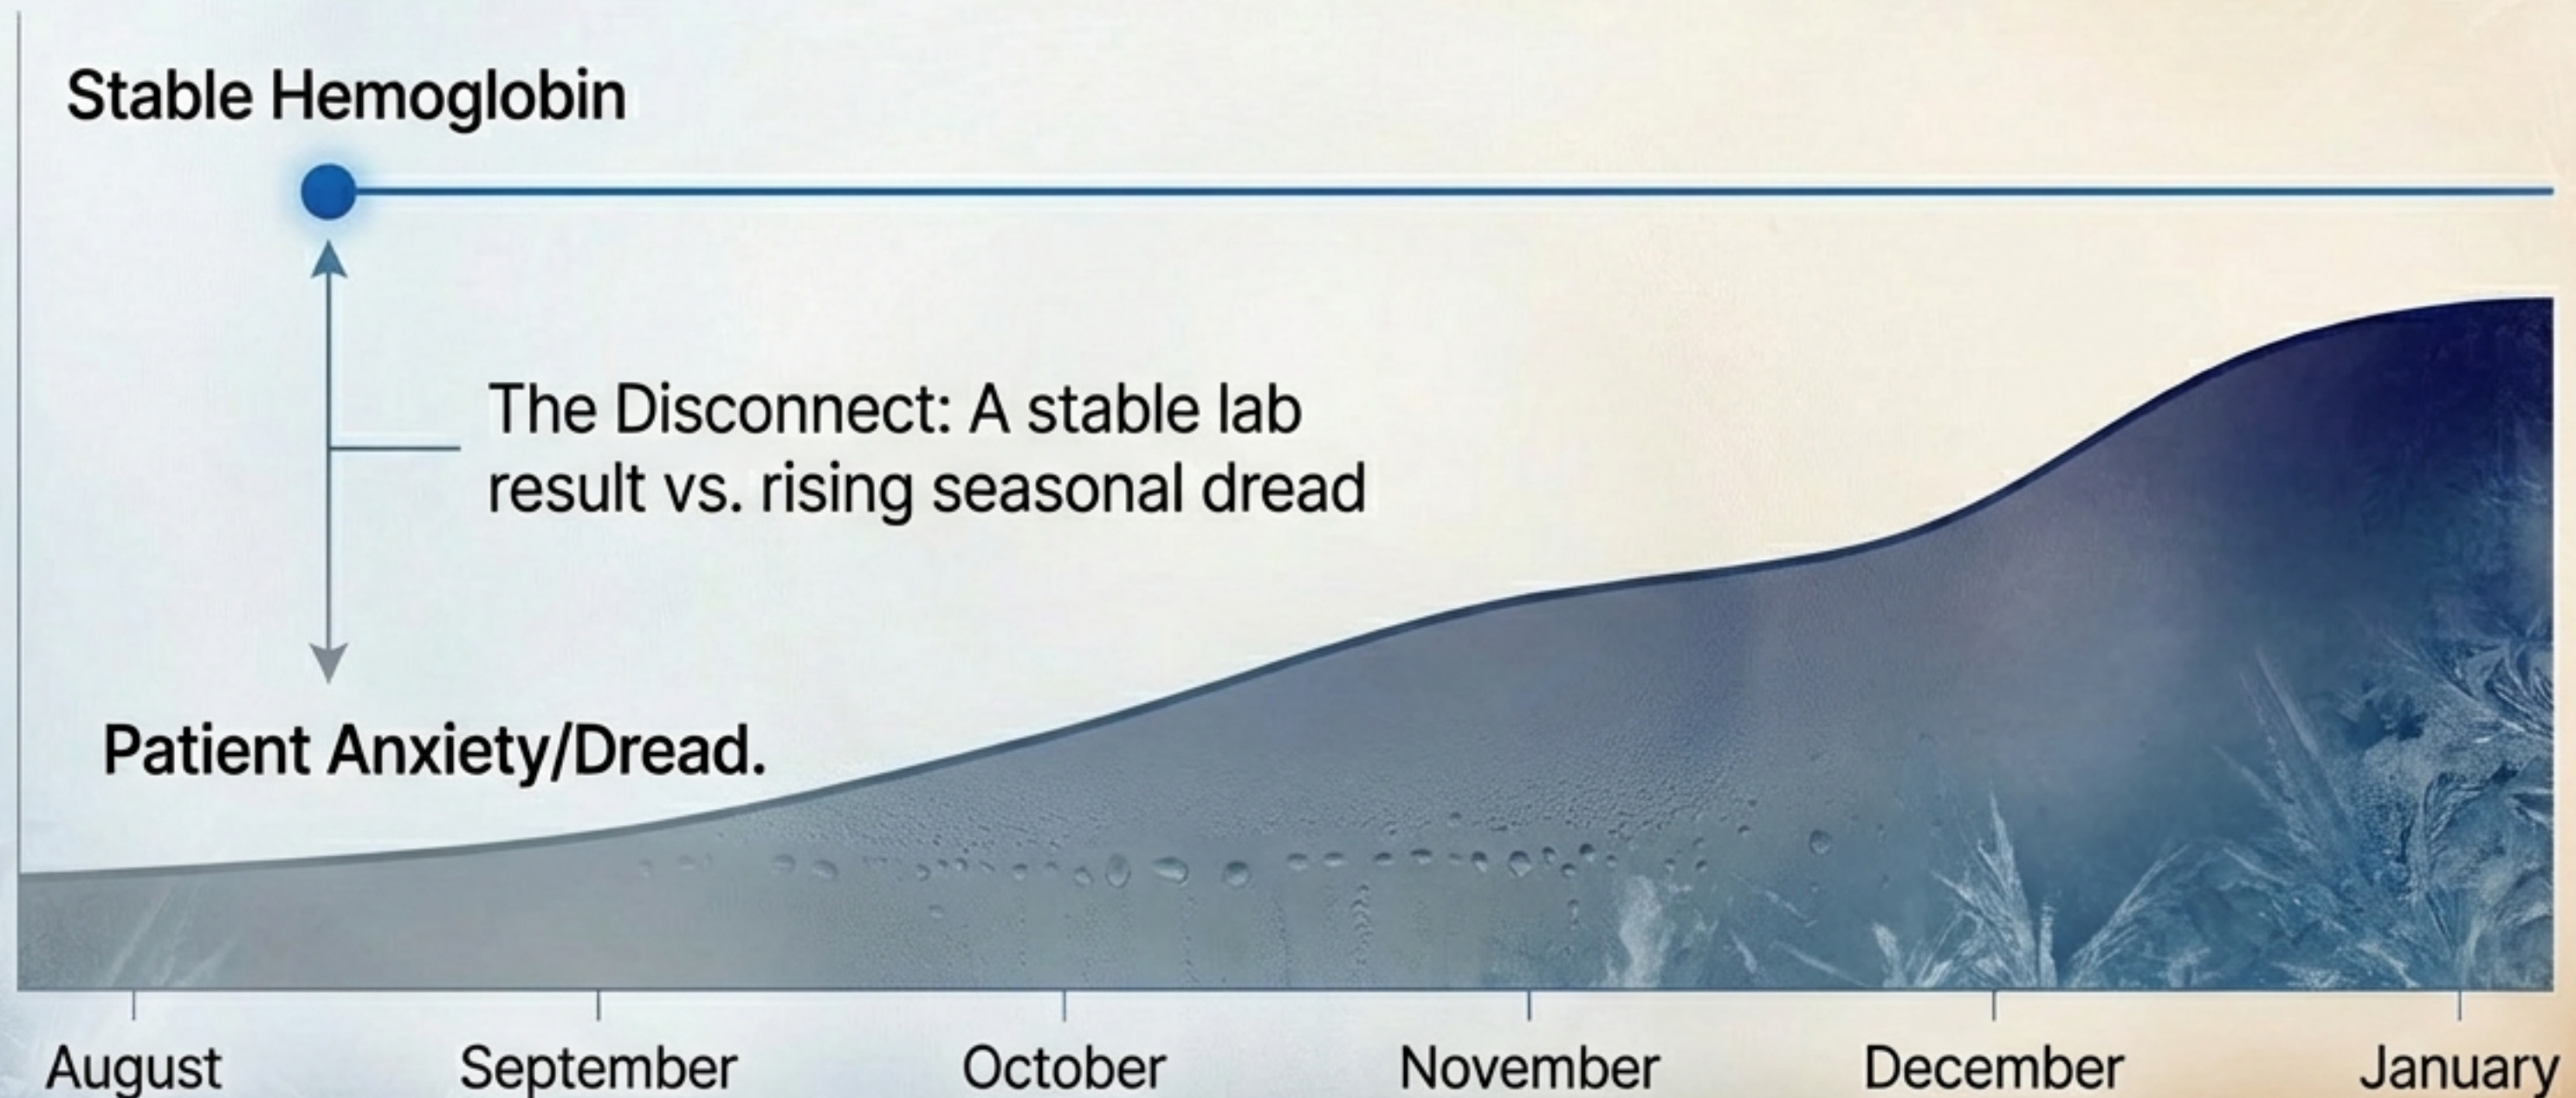 Stable Hemoglobin
The Disconnect: A stable lab
result vs. rising seasonal dread
Patient Anxiety/Dread.
August
September
October
November
December
January